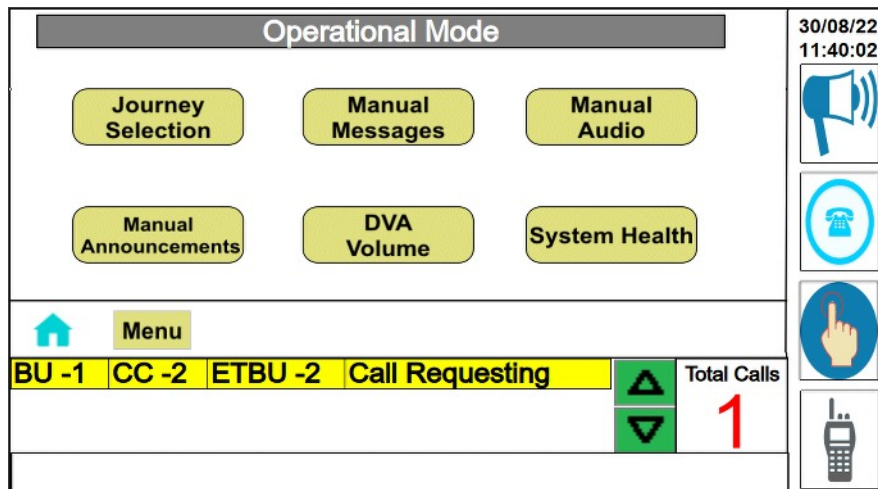 Operational Mode
30/08/22
11:40:02
Journey
Selection
Manual
Messages
Manual
Audio
Manual
Announcements
DVA
Volume
System Health
Menu
BU -1 CC -2 ETBU -2 Call Requesting
Total Calls
1